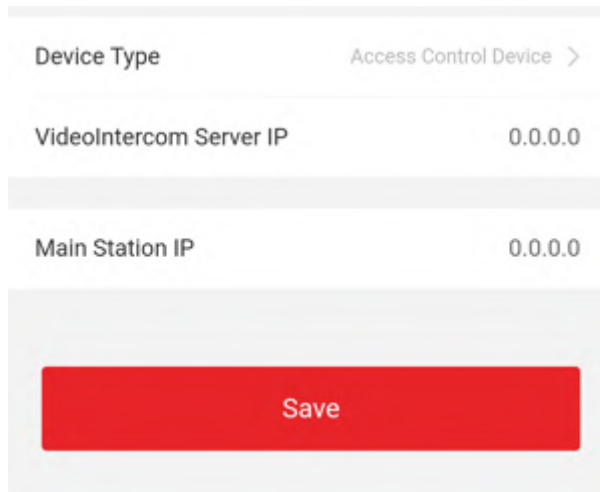 Device Type Access Control Device >
VideoIntercom Server IP 0.0.0.0
Main Station IP 0.0.0.0
Save